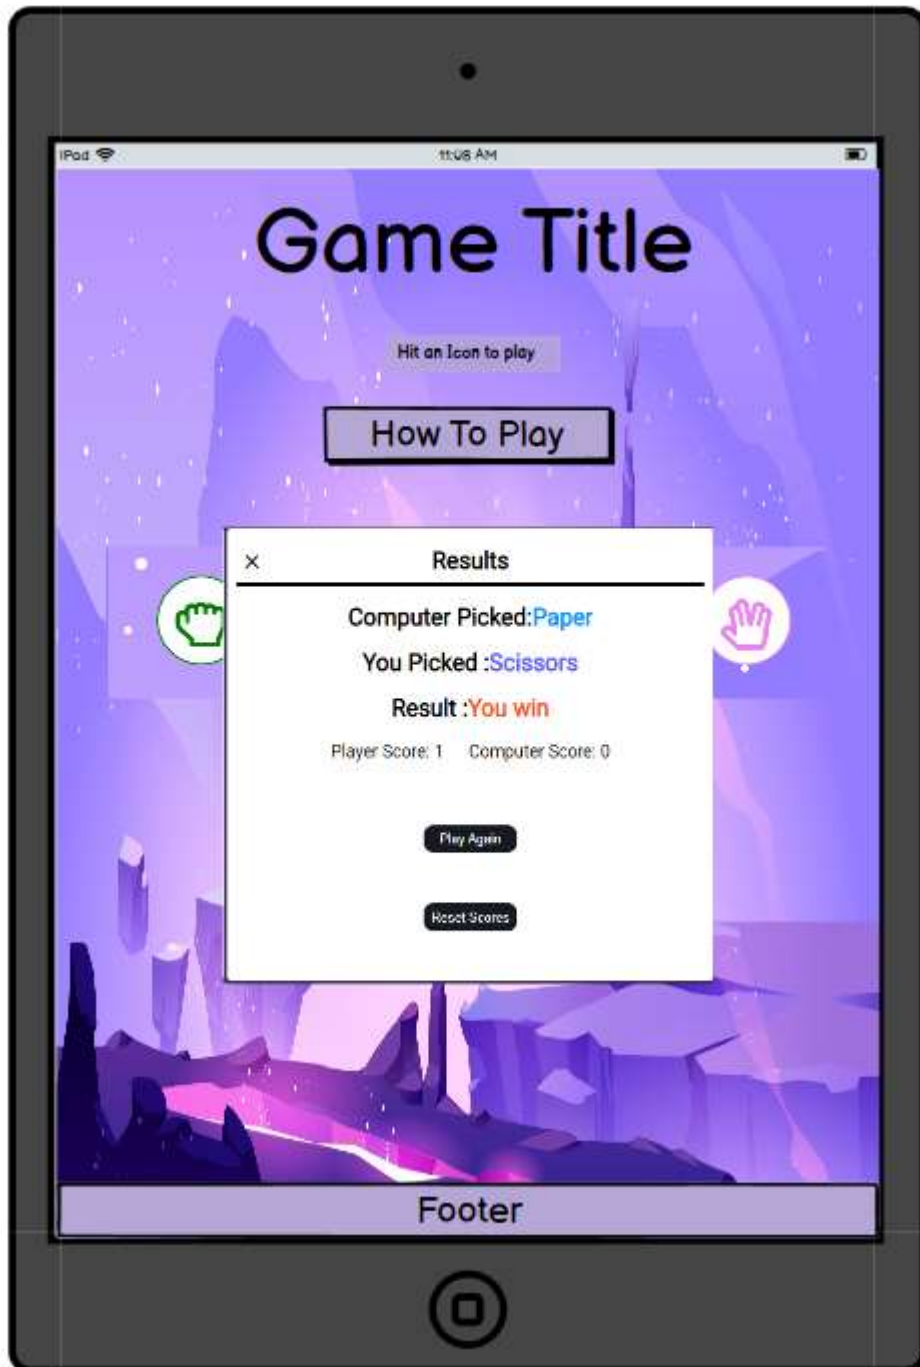 iPad 11:08 AM
Game Title
Hit an Icon to play
How To Play
× Results
Computer Picked:Paper
You Picked :Scissors
Result :You win
Player Score: 1 Computer Score: 0
Play Again
Reset Scores
Footer